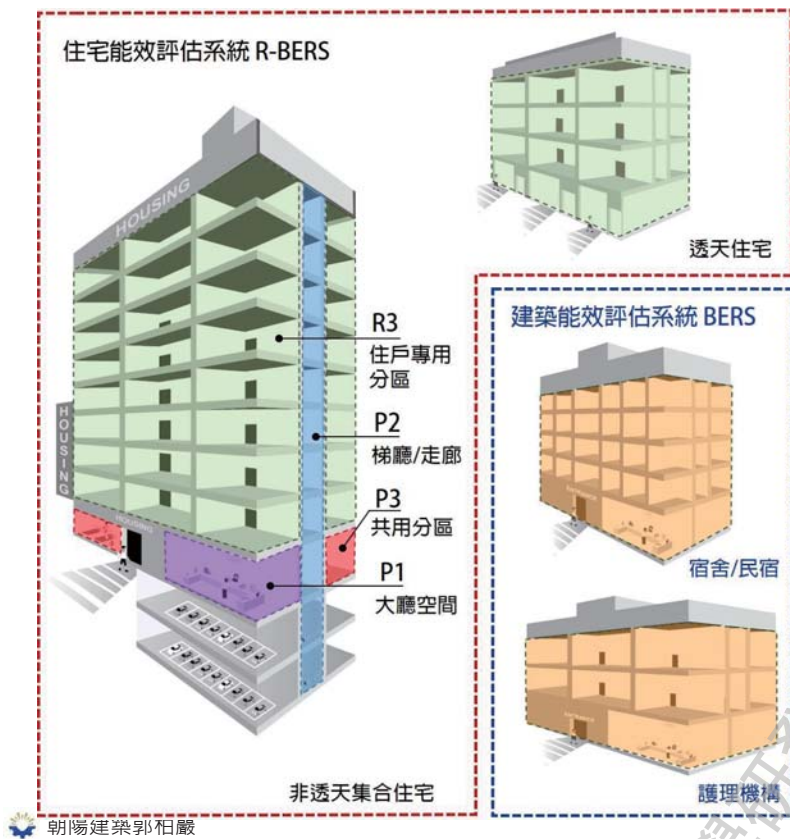 住宅能效評估系統 R-BERS
HOUSING
HOUSING
HOUSING
R3
住戶專用
分區
P2
梯廳/走廊
P3
共用分區
P1
大廳空間
非透天集合住宅
透天住宅
建築能效評估系統 BERS
宿舍/民宿
護理機構
朝陽建築郭柏嚴